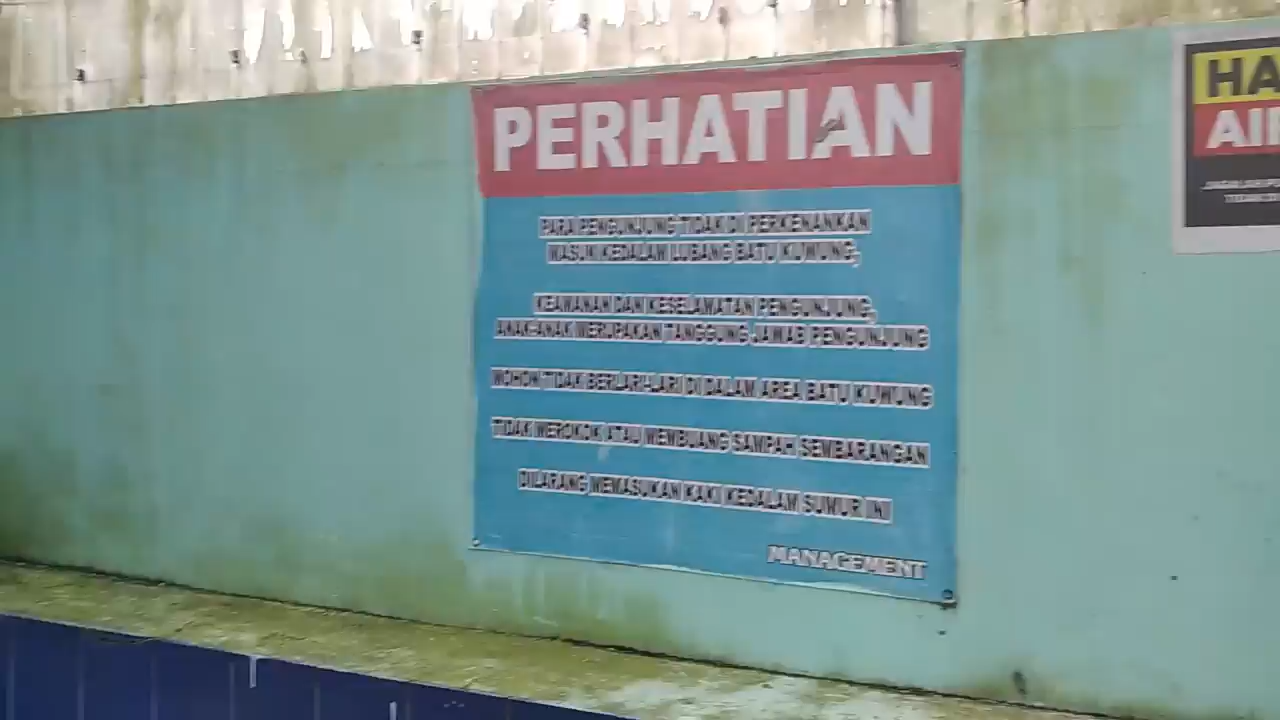 PERHATIAN
PARA PENGUNJUNG TIDAK DI PERKENANKAN
MASUK KEDALAM LUBANG BATU KUWUNG,
KEAMANAN DAN KESELAMATAN PENGUNJUNG,
ANAK-ANAK MERUPAKAN TANGGUNG JAWAB PENGUNJUNG
MOHON TIDAK BERLARI-LARI DI DALAM AREA BATU KUWUNG
TIDAK MEROKOK ATAU MEMBUANG SAMPAH SEMBARANGAN
DILARANG MEMASUKAN KAKI KEDALAM SUMUR INI
MANAGEMENT
HA
AI